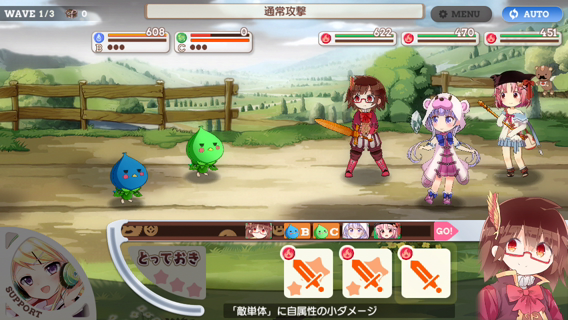 WAVE 1/3 0
通常攻撃
MENU
AUTO
608
B
0
C
622
470
451
B
C
GO!
とっておき
SUPPORT
「敵単体」に自属性の小ダメージ